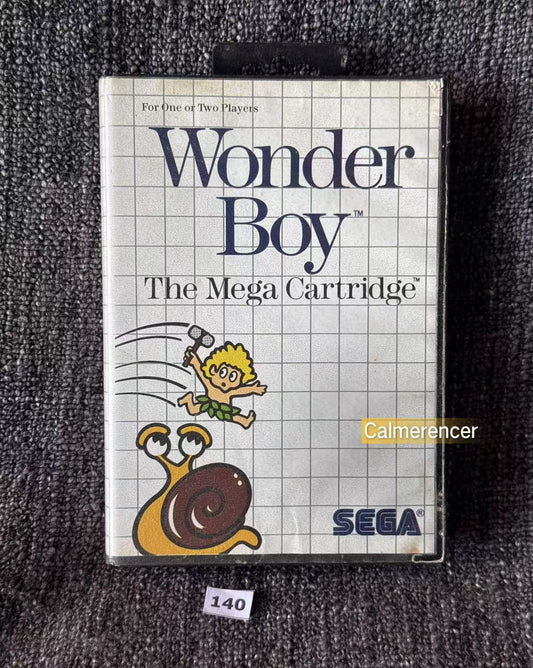 For One or Two Players
Wonder
Boy™
The Mega Cartridge™
Calmerencer
SEGA®
140